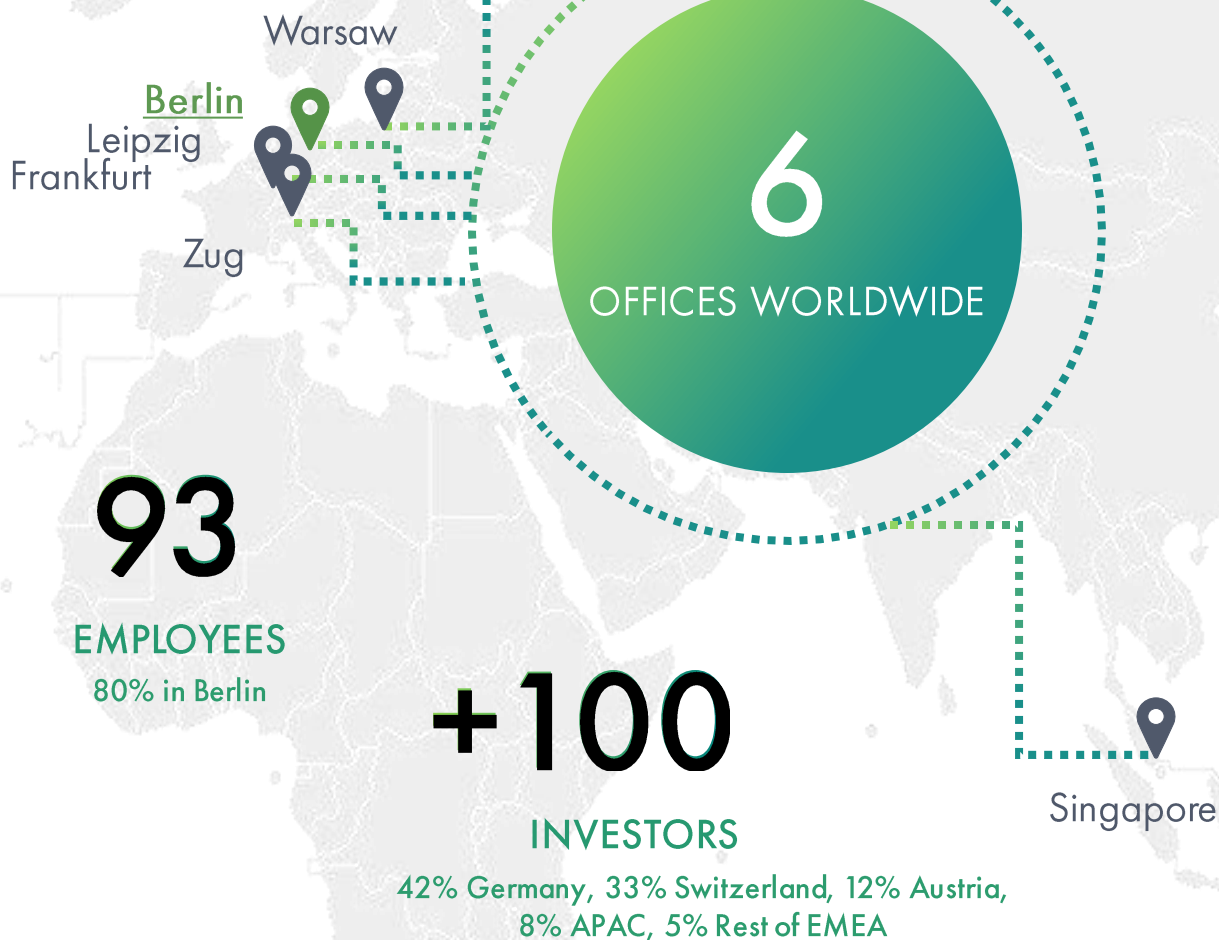 Warsaw
Berlin
Leipzig
Frankfurt
Zug
6
OFFICES WORLDWIDE
93
EMPLOYEES
80% in Berlin
+100
INVESTORS
42% Germany, 33% Switzerland, 12% Austria,
8% APAC, 5% Rest of EMEA
Singapore